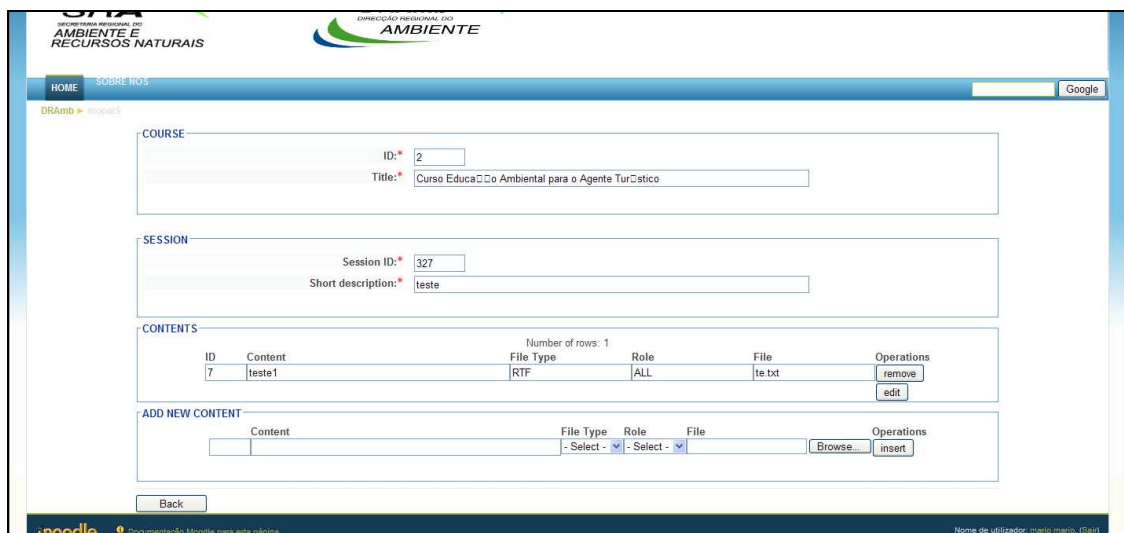 SECRETARIA REGIONAL DO
AMBIENTE E
RECURSOS NATURAIS
DIRECÇÃO REGIONAL DO
AMBIENTE
HOME SOBRE NOS
Google
DRAmb ► mopal5
COURSE
ID:* 2
Title:* Curso Educa□□o Ambiental para o Agente Tur□stico
SESSION
Session ID:* 327
Short description:* teste
CONTENTS
Number of rows: 1
ID Content File Type Role File Operations
7 teste1 RTF ALL te.txt remove
edit
ADD NEW CONTENT
Content File Type Role File Operations
- Select - - Select - Browse... insert
Back
moodle Documentação Moodle para esta página Nome de utilizador: mario mario. (Sair)